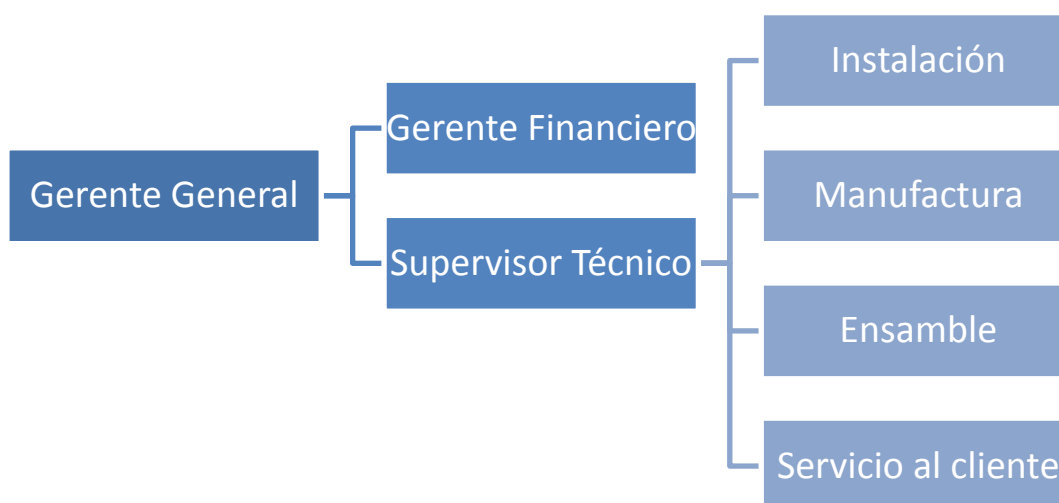 Gerente General
Gerente Financiero
Supervisor Técnico
Instalación
Manufactura
Ensamble
Servicio al cliente